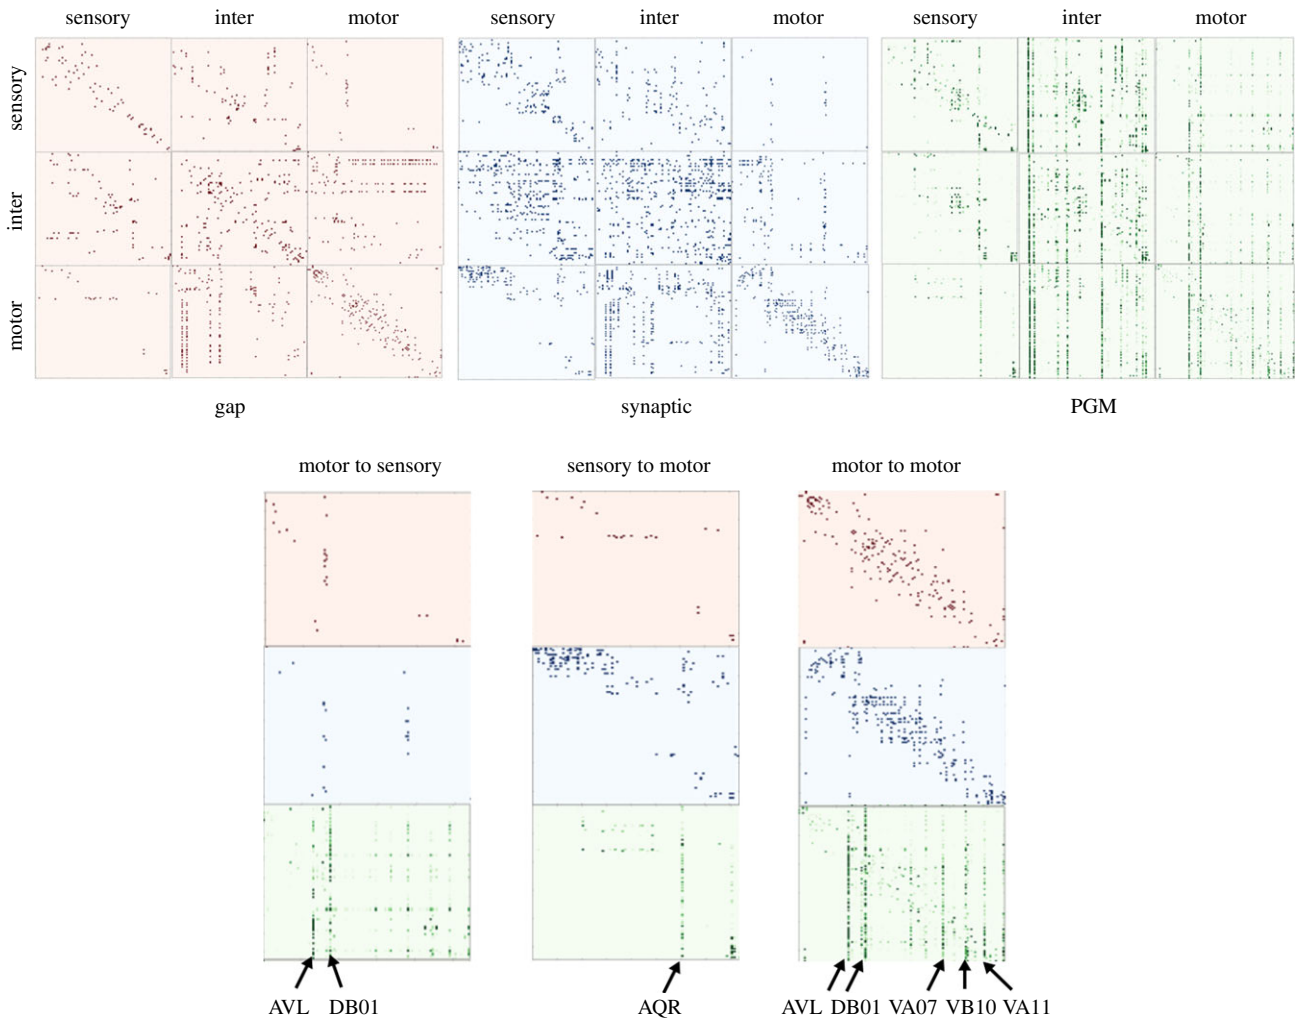 sensory inter motor sensory inter motor sensory inter motor
sensory
inter
motor
gap synaptic PGM
motor to sensory sensory to motor motor to motor
AVL DB01 AQR AVL DB01 VA07 VB10 VA11